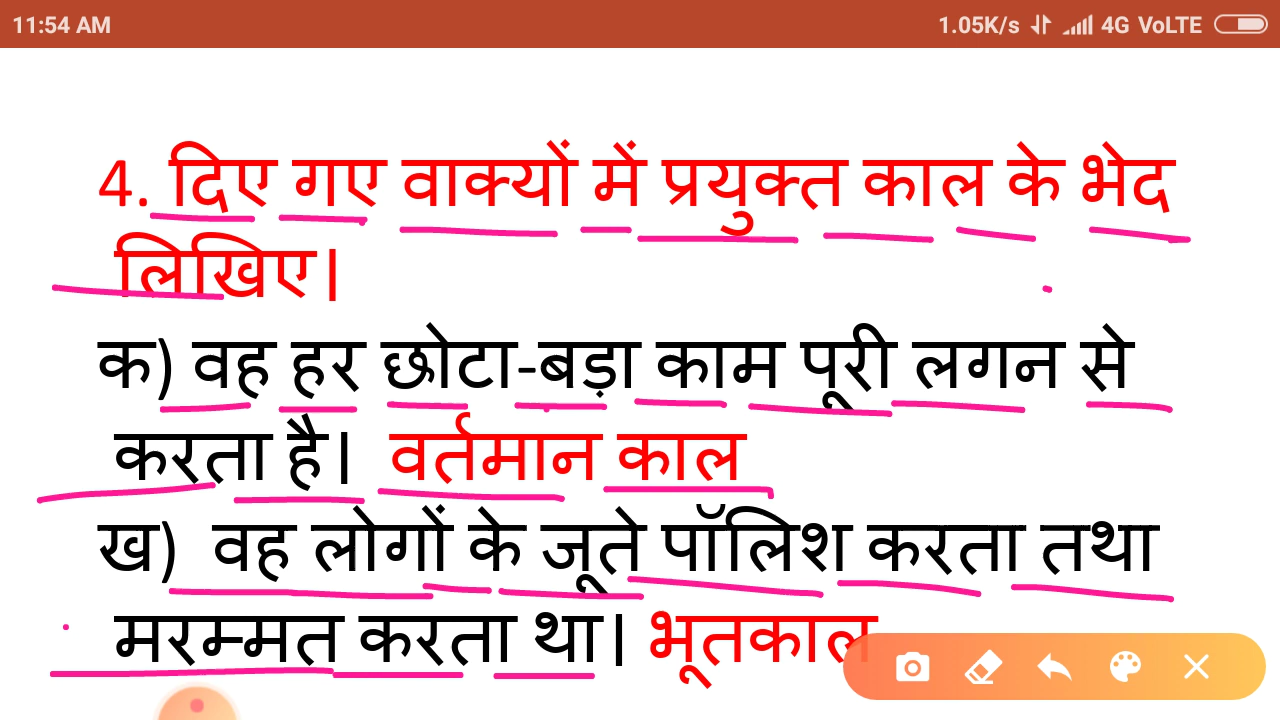 11:54 AM 1.05K/s 4G VoLTE
4. दिए गए वाक्यों में प्रयुक्त काल के भेद
लिखिए।
क) वह हर छोटा-बड़ा काम पूरी लगन से
करता है। वर्तमान काल
ख) वह लोगों के जूते पॉलिश करता तथा
मरम्मत करता था। भूतकाल